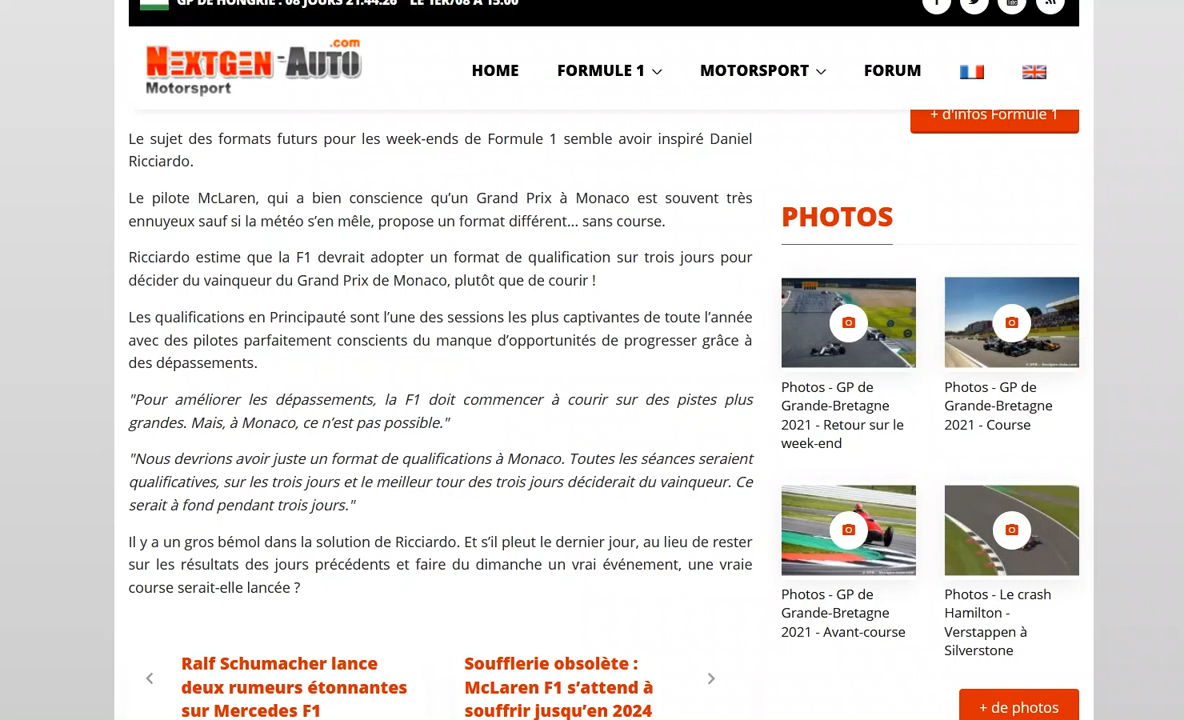 GP DE HONGRIE : 08 JOURS 21:44:26 LE 1ER/08 À 15:00
NEXTGEN-AUTO
.com
Motorsport
HOME
FORMULE 1
MOTORSPORT
FORUM
+ d'infos Formule 1
Le sujet des formats futurs pour les week-ends de Formule 1 semble avoir inspiré Daniel
Ricciardo.
Le pilote McLaren, qui a bien conscience qu’un Grand Prix à Monaco est souvent très
ennuyeux sauf si la météo s’en mêle, propose un format différent... sans course.
Ricciardo estime que la F1 devrait adopter un format de qualification sur trois jours pour
décider du vainqueur du Grand Prix de Monaco, plutôt que de courir !
Les qualifications en Principauté sont l’une des sessions les plus captivantes de toute l’année
avec des pilotes parfaitement conscients du manque d’opportunités de progresser grâce à
des dépassements.
"Pour améliorer les dépassements, la F1 doit commencer à courir sur des pistes plus
grandes. Mais, à Monaco, ce n’est pas possible."
"Nous devrions avoir juste un format de qualifications à Monaco. Toutes les séances seraient
qualificatives, sur les trois jours et le meilleur tour des trois jours déciderait du vainqueur. Ce
serait à fond pendant trois jours."
Il y a un gros bémol dans la solution de Ricciardo. Et s’il pleut le dernier jour, au lieu de rester
sur les résultats des jours précédents et faire du dimanche un vrai événement, une vraie
course serait-elle lancée ?
Ralf Schumacher lance
deux rumeurs étonnantes
sur Mercedes F1
Soufflerie obsolète :
McLaren F1 s’attend à
souffrir jusqu’en 2024
PHOTOS
Photos - GP de
Grande-Bretagne
2021 - Retour sur le
week-end
Photos - GP de
Grande-Bretagne
2021 - Course
Photos - GP de
Grande-Bretagne
2021 - Avant-course
Photos - Le crash
Hamilton -
Verstappen à
Silverstone
+ de photos